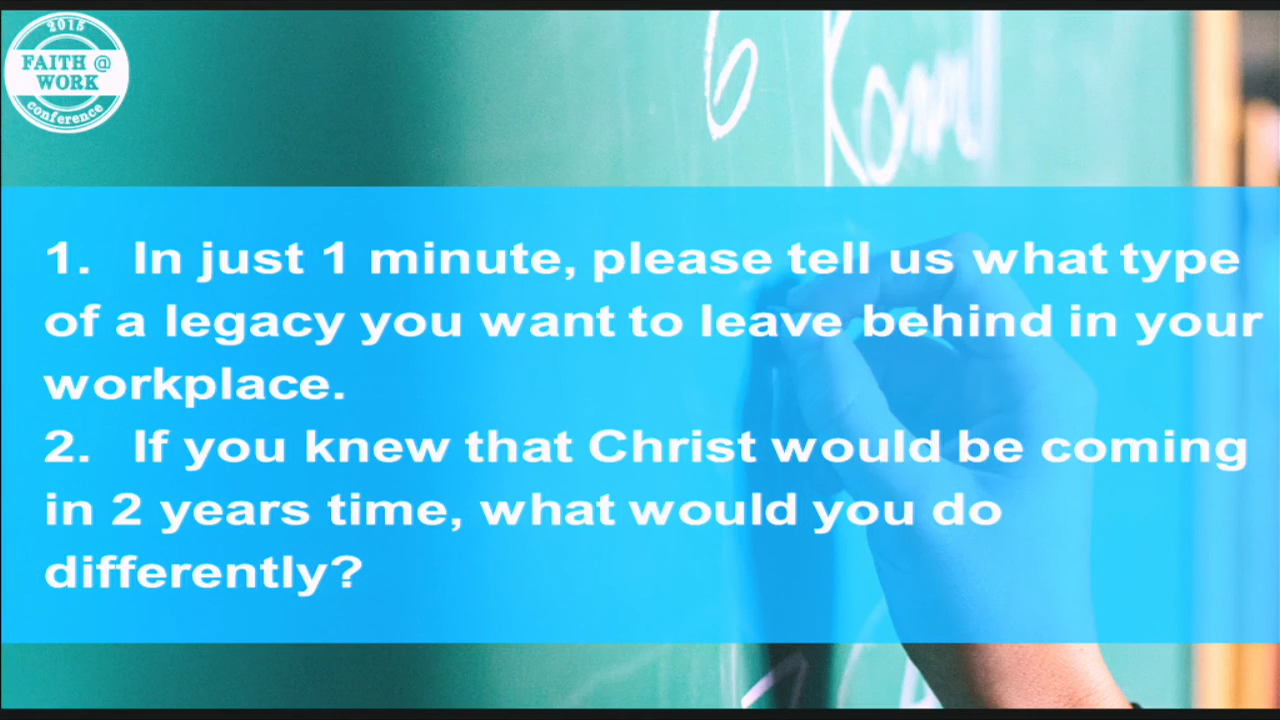 2015
FAITH @
WORK
conference
6 Kom
1. In just 1 minute, please tell us what type
of a legacy you want to leave behind in your
workplace.
2. If you knew that Christ would be coming
in 2 years time, what would you do
differently?